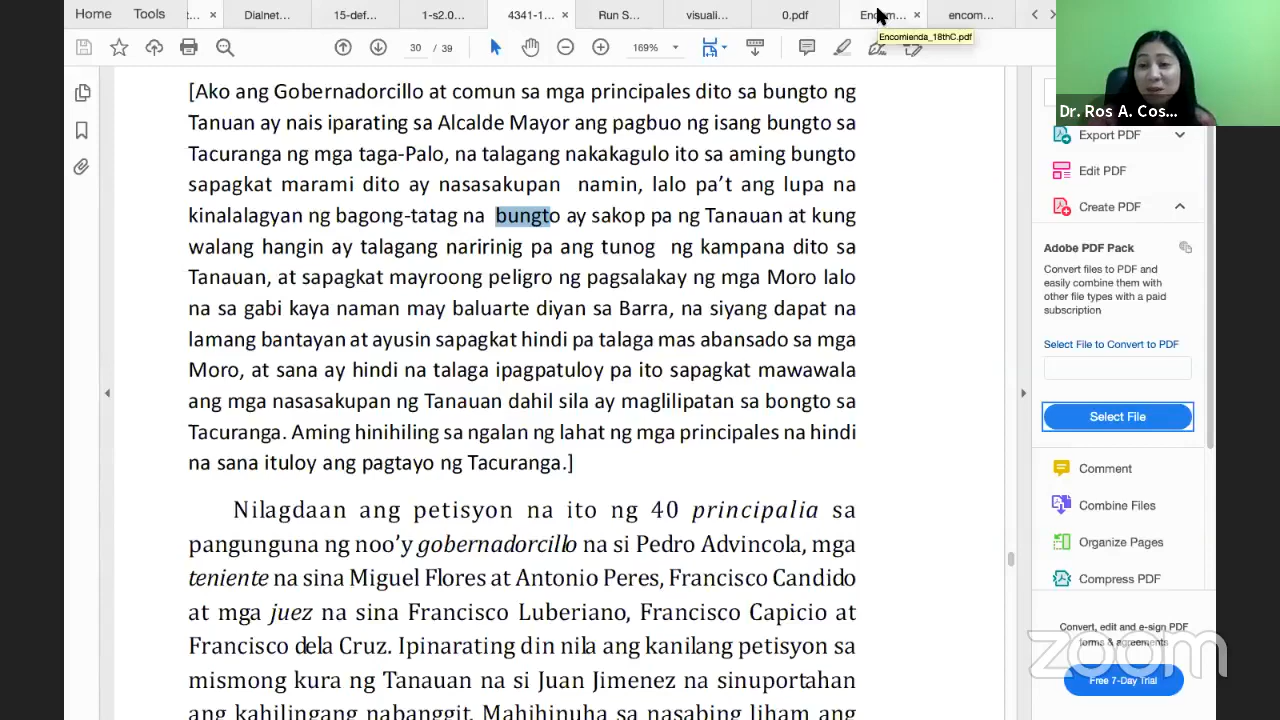 Home Tools t... × Dialnet... 15-def... 1-s2.0... 4341-1... × Run S... visuali... 0.pdf Encom... × encom...
Encomienda_18thC.pdf
30 / 39 169%
Dr. Ros A. Cos...
[Ako ang Gobernadorcillo at comun sa mga principales dito sa bungto ng
Tanuan ay nais iparating sa Alcalde Mayor ang pagbuo ng isang bungto sa
Tacuranga ng mga taga-Palo, na talagang nakakagulo ito sa aming bungto
sapagkat marami dito ay nasasakupan namin, lalo pa't ang lupa na
kinalalagyan ng bagong-tatag na bungto ay sakop pa ng Tanauan at kung
walang hangin ay talagang naririnig pa ang tunog ng kampana dito sa
Tanauan, at sapagkat mayroong peligro ng pagsalakay ng mga Moro lalo
na sa gabi kaya naman may baluarte diyan sa Barra, na siyang dapat na
lamang bantayan at ayusin sapagkat hindi pa talaga mas abansado sa mga
Moro, at sana ay hindi na talaga ipagpatuloy pa ito sapagkat mawawala
ang mga nasasakupan ng Tanauan dahil sila ay maglilipatan sa bongto sa
Tacuranga. Aming hinihiling sa ngalan ng lahat ng mga principales na hindi
na sana ituloy ang pagtayo ng Tacuranga.]
Nilagdaan ang petisyon na ito ng 40 principalia sa
pangunguna ng noo'y gobernadorcillo na si Pedro Advincola, mga
teniente na sina Miguel Flores at Antonio Peres, Francisco Candido
at mga juez na sina Francisco Luberiano, Francisco Capicio at
Francisco dela Cruz. Ipinarating din nila ang kanilang petisyon sa
mismong kura ng Tanauan na si Juan Jimenez na sinuportahan
ang kahilingang nabanggit. Mahihinuha sa nasabing liham ang
Export PDF
Edit PDF
Create PDF
Adobe PDF Pack
Convert files to PDF and
easily combine them with
other file types with a paid
subscription
Select File to Convert to PDF
Select File
Comment
Combine Files
Organize Pages
Compress PDF
Convert, edit and e-sign PDF
forms & agreements
Free 7-Day Trial
zoom